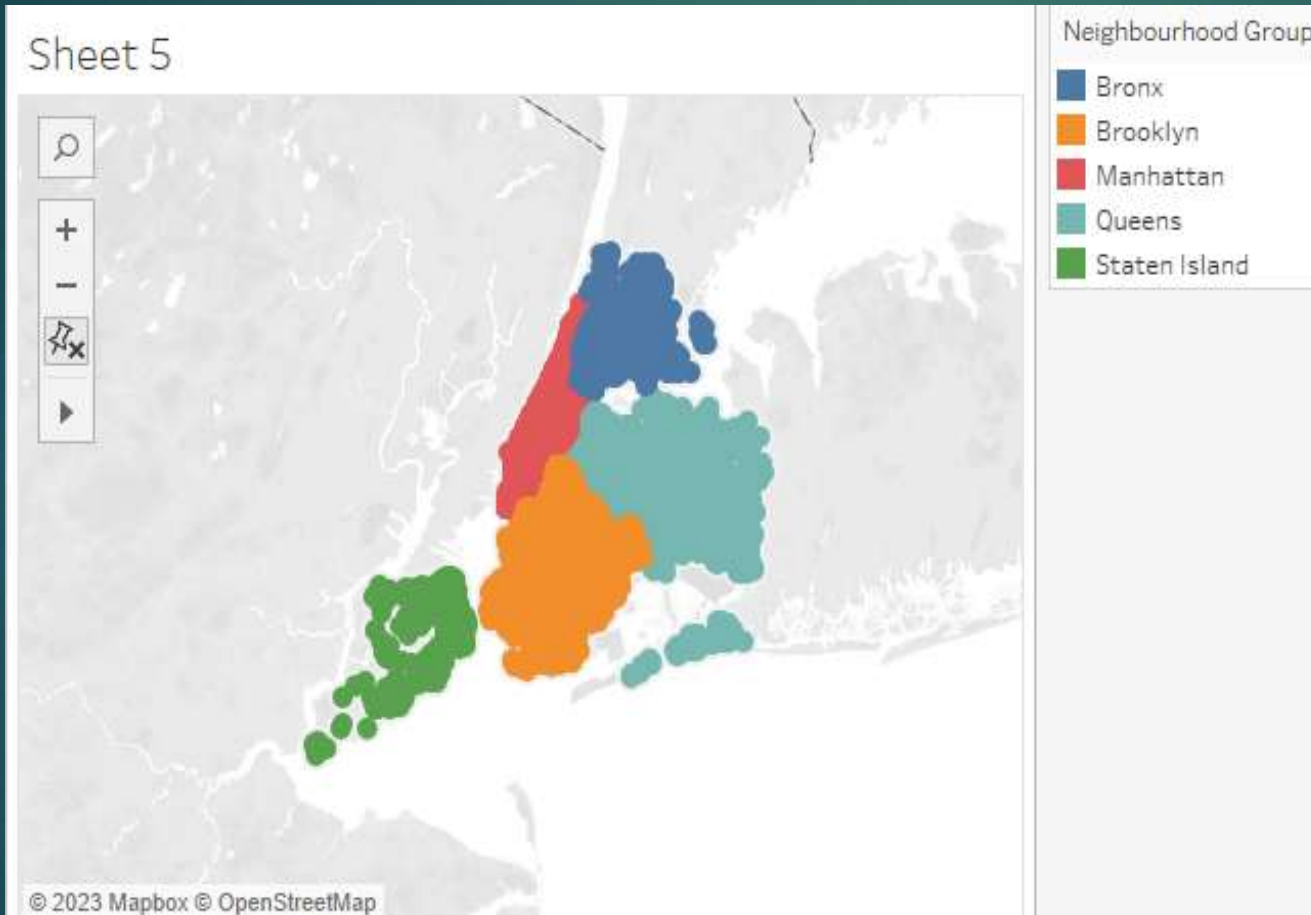 Sheet 5
Neighbourhood Group
Bronx
Brooklyn
Manhattan
Queens
Staten Island
© 2023 Mapbox © OpenStreetMap